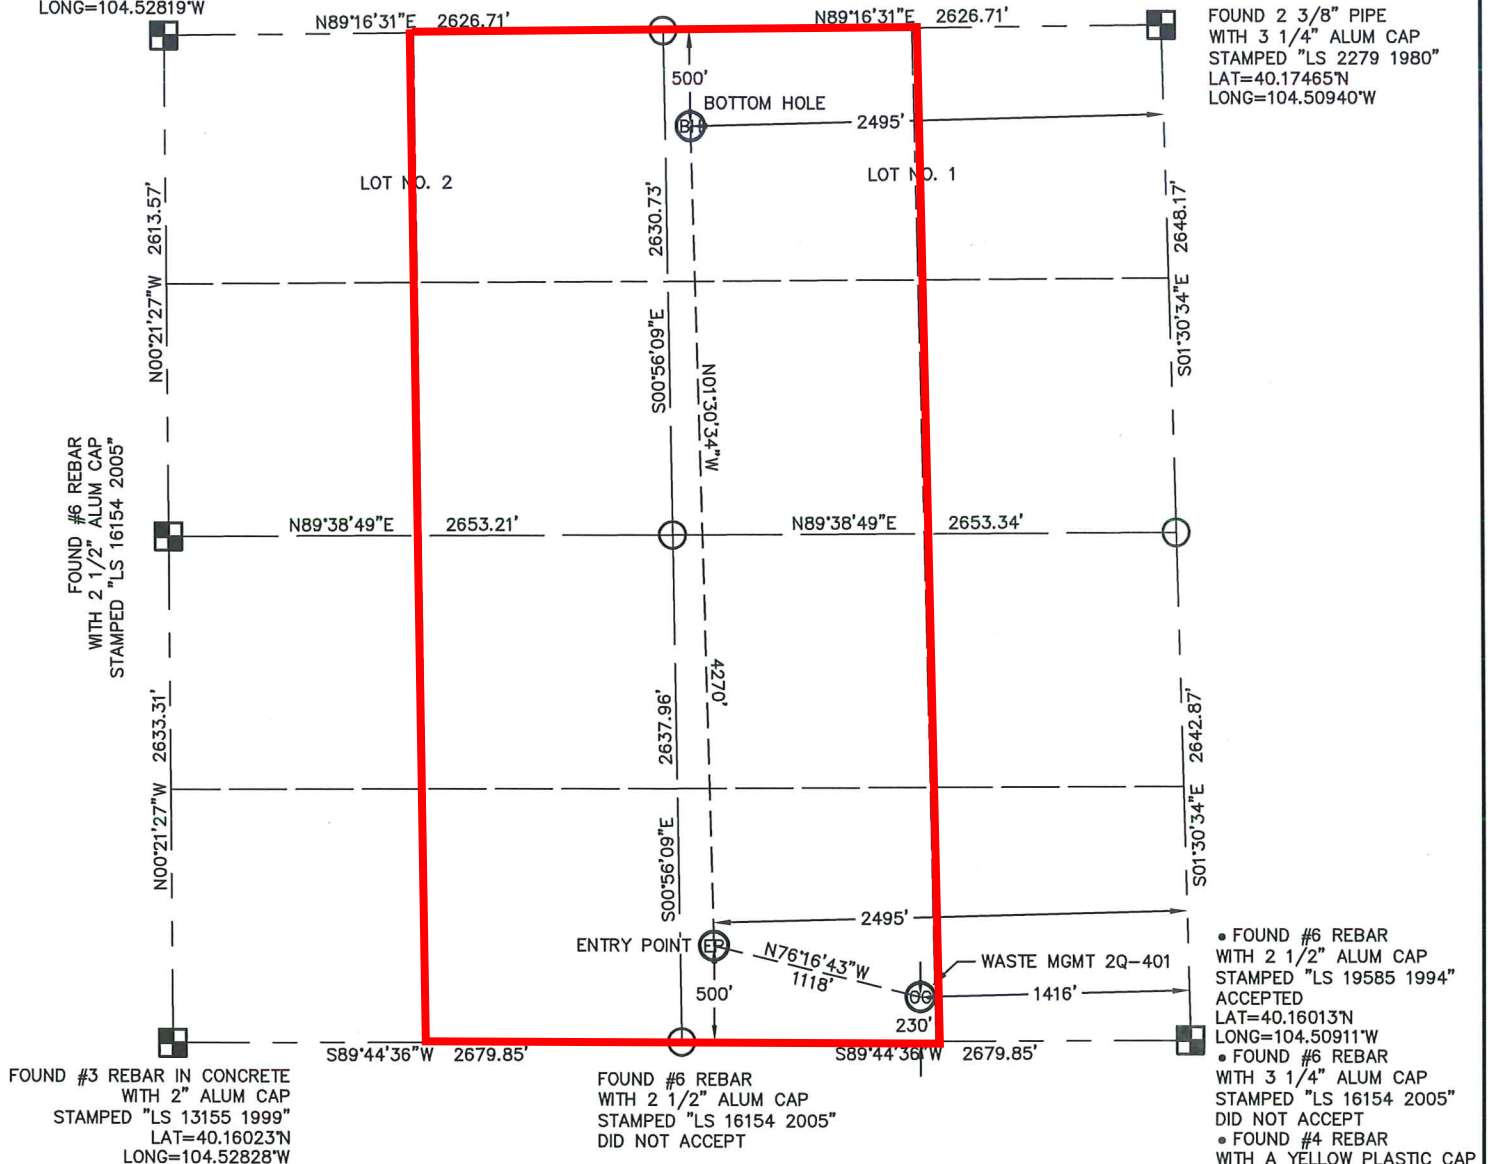 LONG=104.52819°W
N89°16'31"E 2626.71'
N89°16'31"E 2626.71'
FOUND 2 3/8" PIPE
WITH 3 1/4" ALUM CAP
STAMPED "LS 2279 1980"
LAT=40.17465°N
LONG=104.50940°W
500'
BOTTOM HOLE
BH
2495'
LOT NO. 2
LOT NO. 1
N00°21'27"W 2613.57'
S00°56'09"E 2630.73'
N01°30'34"W 4270'
S01°30'34"E 2648.17'
FOUND #6 REBAR
WITH 2 1/2" ALUM CAP
STAMPED "LS 16154 2005"
N89°38'49"E 2653.21'
N89°38'49"E 2653.34'
N00°21'27"W 2633.31'
S00°56'09"E 2637.96'
S01°30'34"E 2642.87'
2495'
ENTRY POINT
EP
N76°16'43"W
1118'
WASTE MGMT 2Q-401
OG
1416'
500'
230'
S89°44'36"W 2679.85'
S89°44'36"W 2679.85'
• FOUND #6 REBAR
WITH 2 1/2" ALUM CAP
STAMPED "LS 19585 1994"
ACCEPTED
LAT=40.16013°N
LONG=104.50911°W
• FOUND #6 REBAR
WITH 3 1/4" ALUM CAP
STAMPED "LS 16154 2005"
DID NOT ACCEPT
• FOUND #4 REBAR
WITH A YELLOW PLASTIC CAP
FOUND #3 REBAR IN CONCRETE
WITH 2" ALUM CAP
STAMPED "LS 13155 1999"
LAT=40.16023°N
LONG=104.52828°W
FOUND #6 REBAR
WITH 2 1/2" ALUM CAP
STAMPED "LS 16154 2005"
DID NOT ACCEPT